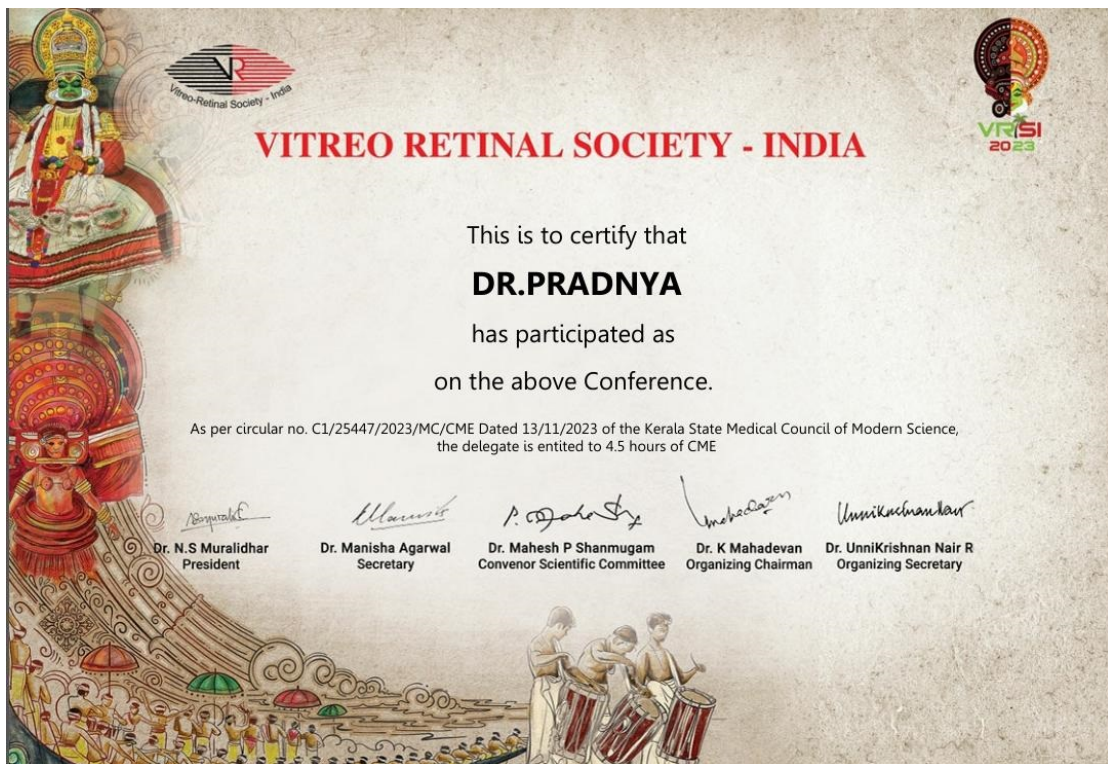 VR
Vitreo-Retinal Society - India
VRSI
2023
VITREO RETINAL SOCIETY - INDIA
This is to certify that
DR.PRADNYA
has participated as
on the above Conference.
As per circular no. C1/25447/2023/MC/CME Dated 13/11/2023 of the Kerala State Medical Council of Modern Science,
the delegate is entited to 4.5 hours of CME
Dr. N.S Muralidhar
President
Dr. Manisha Agarwal
Secretary
Dr. Mahesh P Shanmugam
Convenor Scientific Committee
Dr. K Mahadevan
Organizing Chairman
Dr. UnniKrishnan Nair R
Organizing Secretary